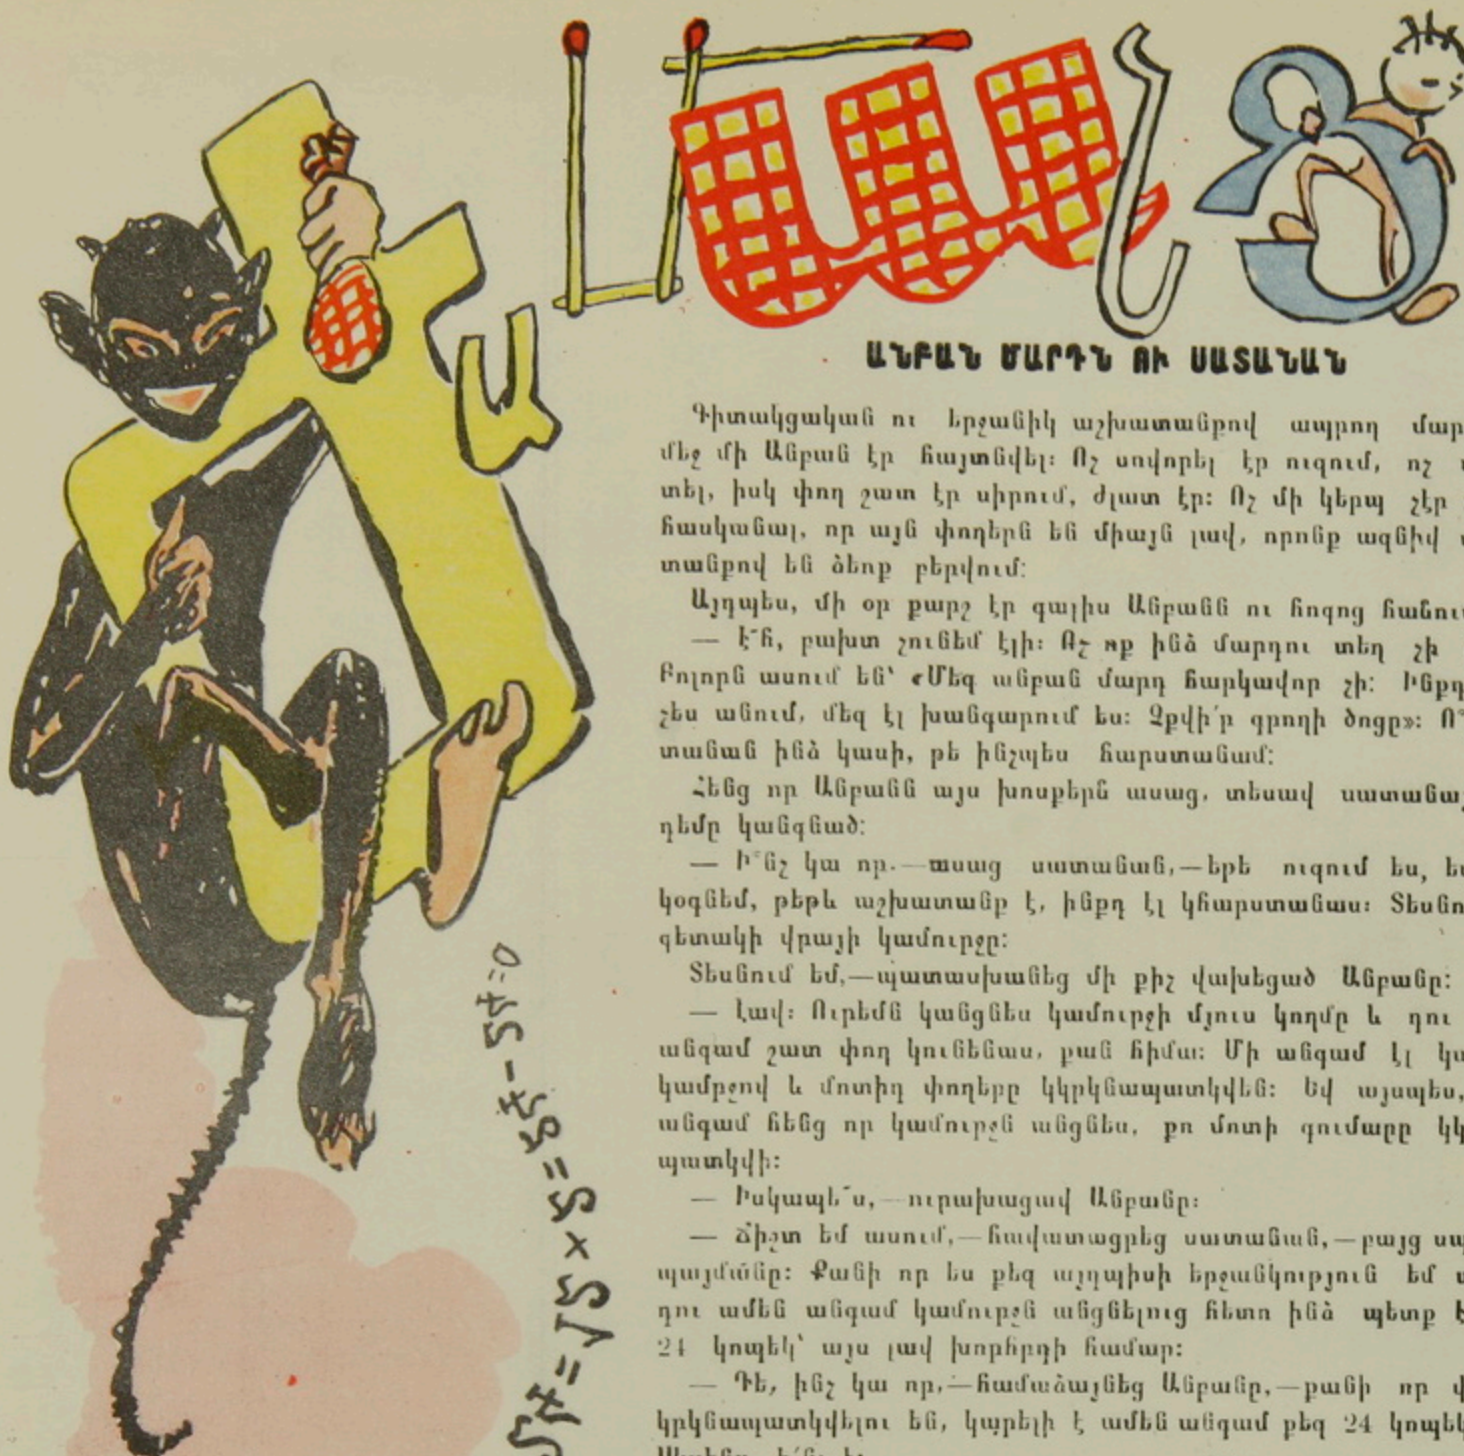 ԱՆԲԱՆ ՄԱՐԴՆ ՈՒ ՍԱՏԱՆԱՆ
Գիտակցական ու երջանիկ աշխատանքով ապրող մար
մեջ մի Անբան էր հայտնվել։ Ոչ սովորել էր ուզում, ոչ
տել, իսկ փող շատ էր սիրում, ժլատ էր։ Ոչ մի կերպ չէր
հասկանալ, որ այն փողերն են միայն լավ, որոնք ազնիվ
տանքով են ձեռք բերվում։
Այդպես, մի օր քարշ էր գալիս Անբանն ու հոգոց հանու
— է՜հ, բախտ չունեմ էլի։ Ոչ ոք ինձ մարդու տեղ չի
Բոլորն ասում են՝ «Մեզ անբան մարդ հարկավոր չի։ Ինքդ
չես անում, մեզ էլ խանգարում ես։ Չքվի՛ր գրողի ծոցը»։
տանան ինձ կասի, թե ինչպես հարստանամ։
Հենց որ Անբանն այս խոսքերն ասաց, տեսավ սատանայ
դեմը կանգնած։
— Ի՞նչ կա որ.—ասաց սատանան,—եթե ուզում ես,
կօգնեմ, թեթև աշխատանք է, ինքդ էլ կհարստանաս։ Տեսնո
գետակի վրայի կամուրջը։
Տեսնում եմ,—պատասխանեց մի քիչ վախեցած Անբանը։
— Լավ։ Ուրեմն կանցնես կամուրջի մյուս կողմը և դու
անգամ շատ փող կունենաս, քան հիմա։ Մի անգամ էլ կա
կամրջով և մոտիդ փողերը կկրկնապատկվեն։ Եվ այսպես,
անգամ հենց որ կամուրջն անցնես, քո մոտի գումարը կկ
պատկվի։
— Իսկապե՞ս,—ուրախացավ Անբանը։
— Ճիշտ եմ ասում,—հավատացրեց սատանան,—բայց սպ
պայմանը։ Քանի որ ես քեզ այդպիսի երջանկություն եմ
դու ամեն անգամ կամուրջն անցնելուց հետո ինձ պետք
24 կոպեկ՝ այս լավ խորհրդի համար։
— Դե, ինչ կա որ,—համաձայնեց Անբանը,—քանի որ փ
կրկնապատկվելու են, կարելի է ամեն անգամ քեզ 24 կոպեկ